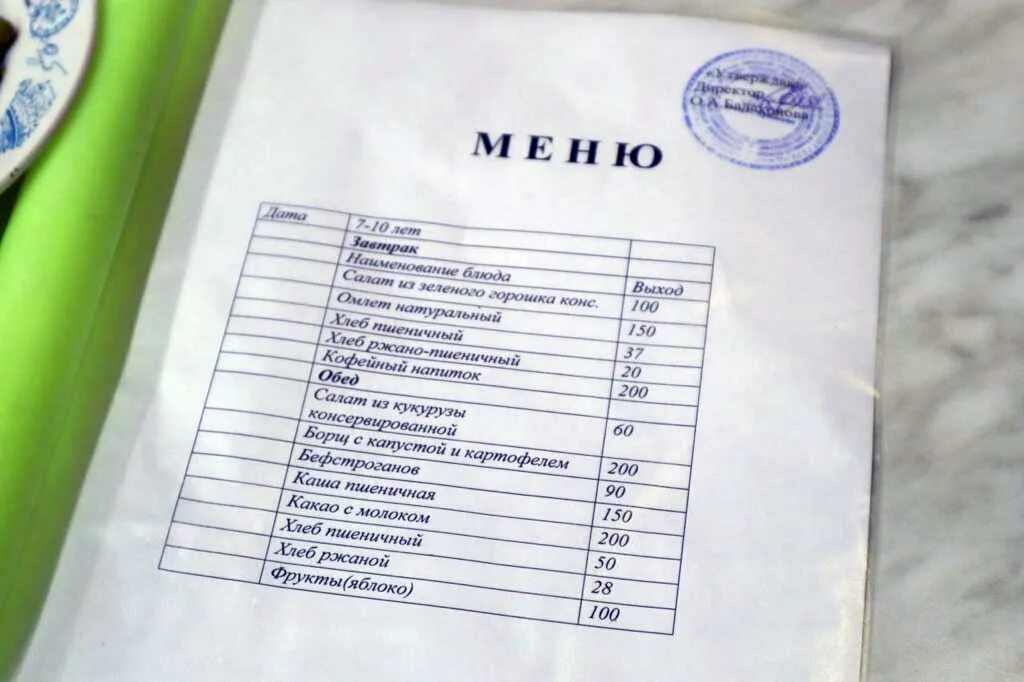 «Утверждаю»
Директор
О.А.Бадахонова
МЕНЮ
Дата 7-10 лет
Завтрак
Наименование блюда Выход
Салат из зеленого горошка конс. 100
Омлет натуральный 150
Хлеб пшеничный 37
Хлеб ржано-пшеничный 20
Кофейный напиток 200
Обед
Салат из кукурузы
консервированной 60
Борщ с капустой и картофелем 200
Бефстроганов 90
Каша пшеничная 150
Какао с молоком 200
Хлеб пшеничный 50
Хлеб ржаной 28
Фрукты(яблоко) 100